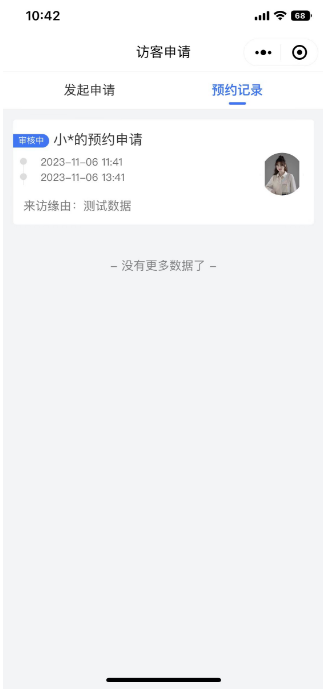 10:42
68
访客申请
发起申请
预约记录
审核中 小*的预约申请
2023-11-06 11:41
2023-11-06 13:41
来访缘由：测试数据
- 没有更多数据了 -